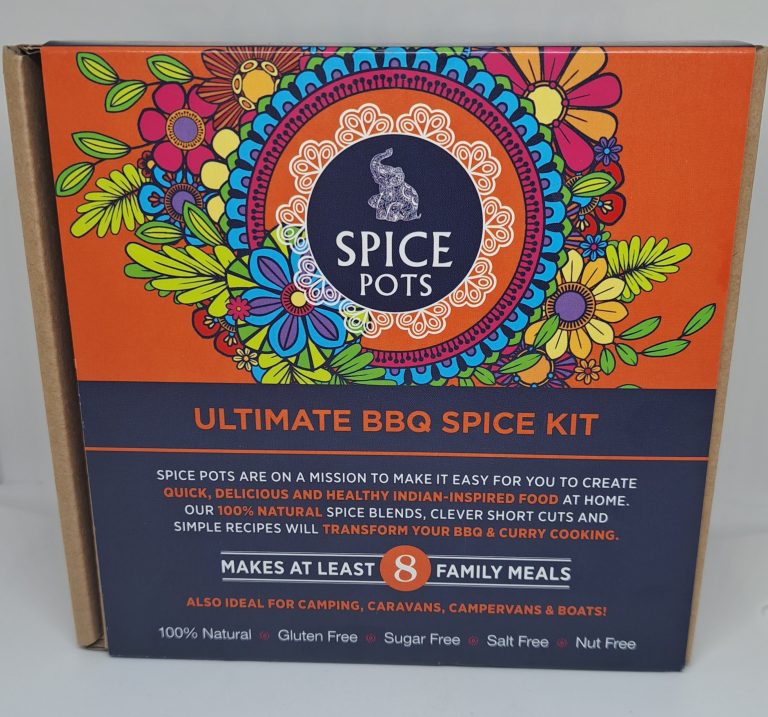 SPICE
POTS
ULTIMATE BBQ SPICE KIT
SPICE POTS ARE ON A MISSION TO MAKE IT EASY FOR YOU TO CREATE
QUICK, DELICIOUS AND HEALTHY INDIAN-INSPIRED FOOD AT HOME.
OUR 100% NATURAL SPICE BLENDS, CLEVER SHORT CUTS AND
SIMPLE RECIPES WILL TRANSFORM YOUR BBQ & CURRY COOKING.
MAKES AT LEAST 8 FAMILY MEALS
ALSO IDEAL FOR CAMPING, CARAVANS, CAMPERVANS & BOATS!
100% Natural Gluten Free Sugar Free Salt Free Nut Free